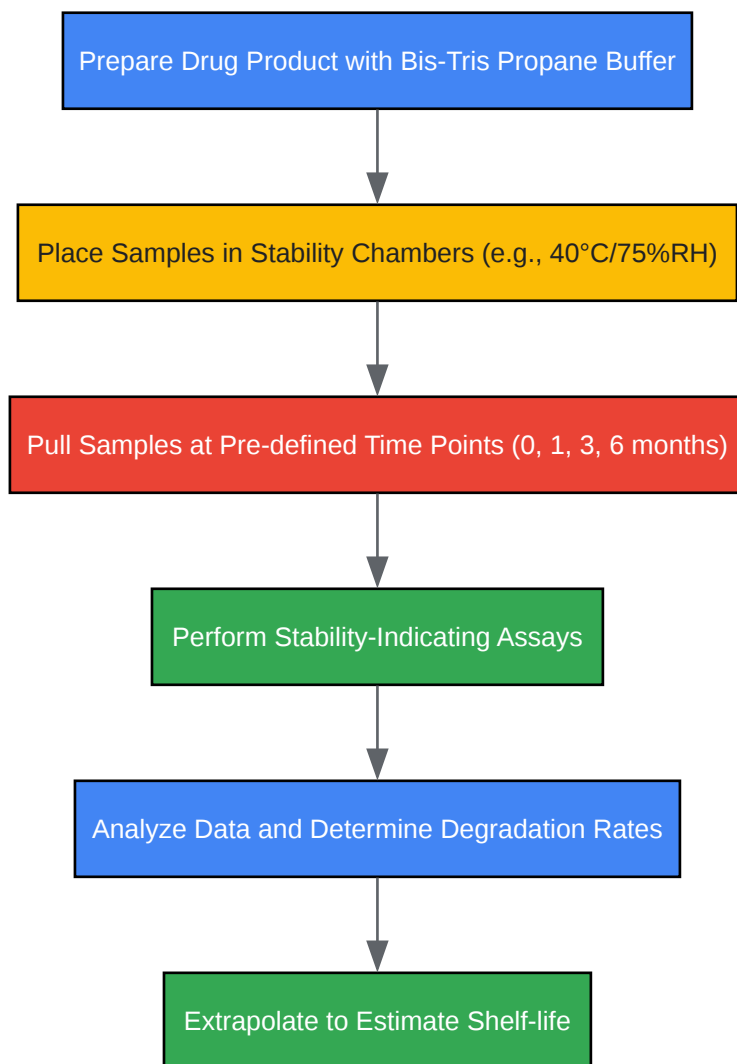 Prepare Drug Product with Bis-Tris Propane Buffer
Place Samples in Stability Chambers (e.g., 40°C/75%RH)
Pull Samples at Pre-defined Time Points (0, 1, 3, 6 months)
Perform Stability-Indicating Assays
Analyze Data and Determine Degradation Rates
Extrapolate to Estimate Shelf-life